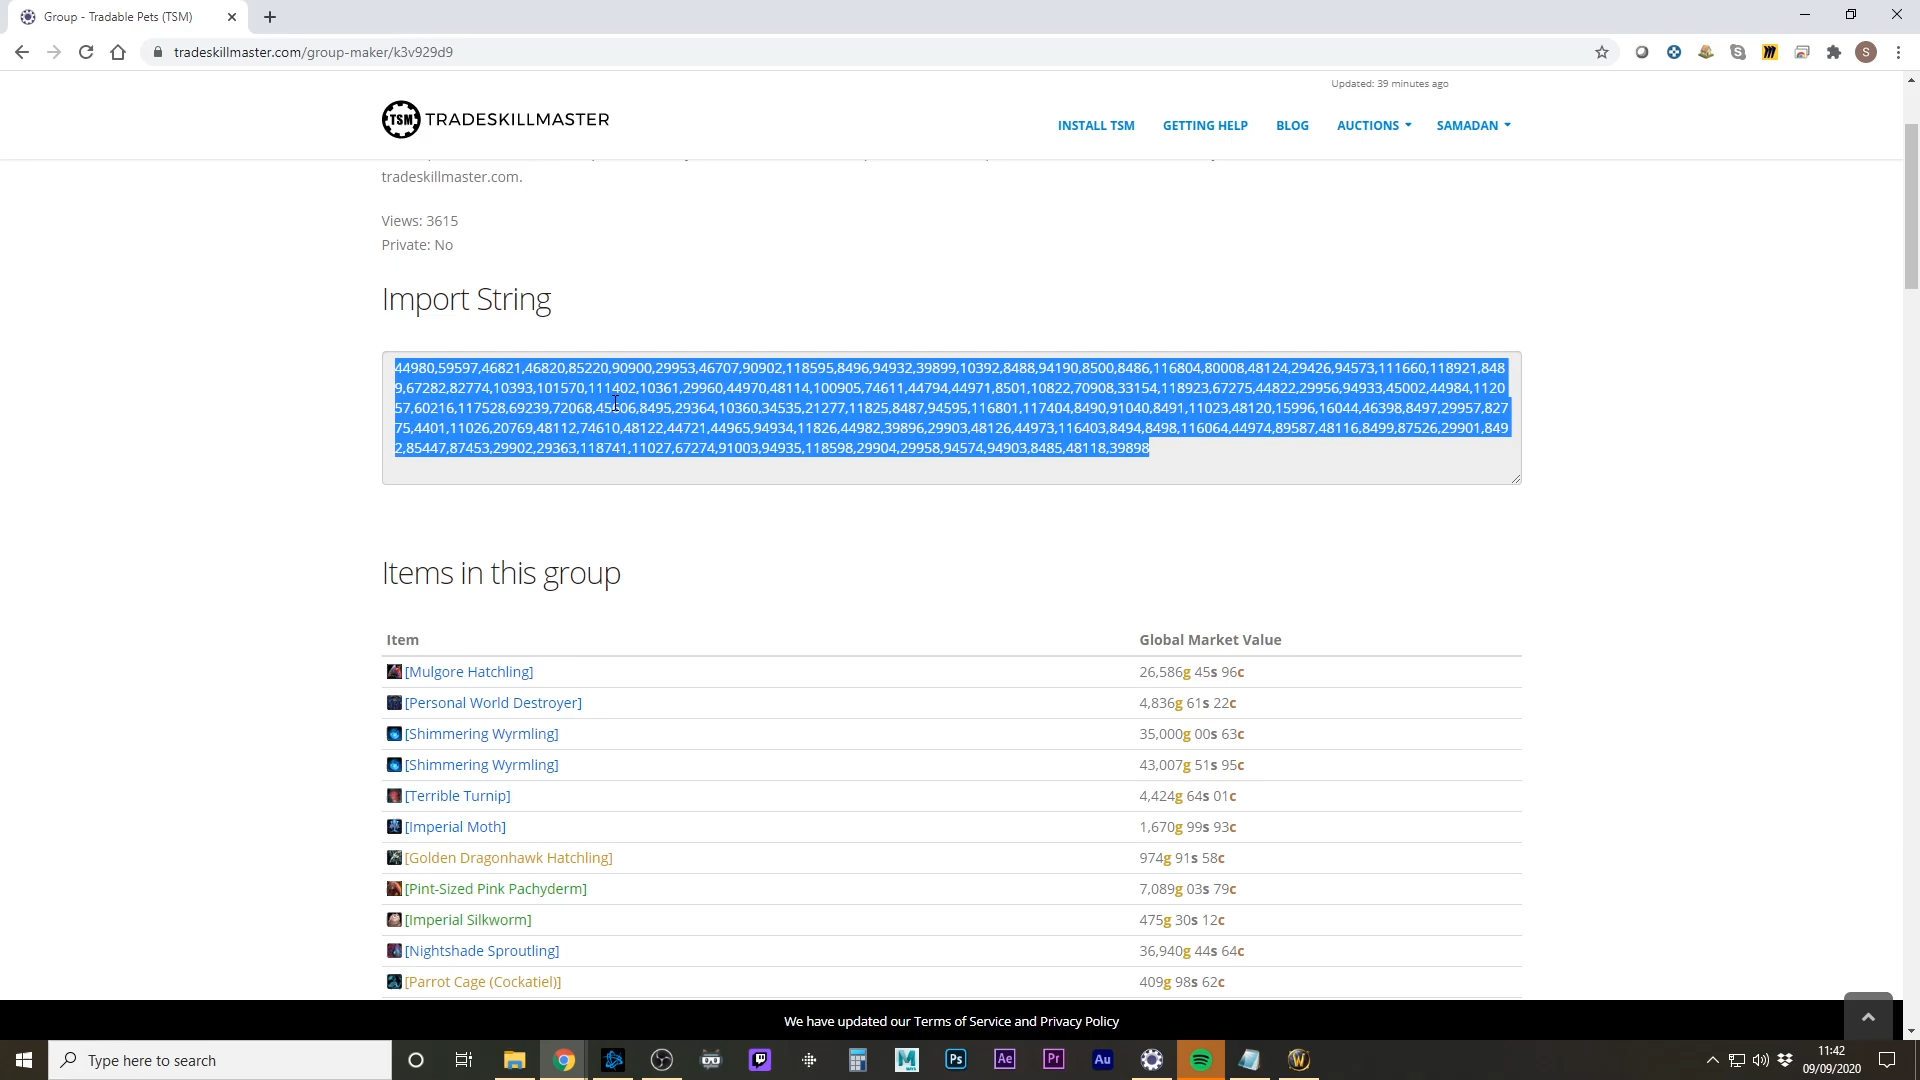 Group - Tradable Pets (TSM)
tradeskillmaster.com/group-maker/k3v929d9
S
Updated: 39 minutes ago
TSM TRADESKILLMASTER
INSTALL TSM GETTING HELP BLOG AUCTIONS SAMADAN
tradeskillmaster.com.
Views: 3615
Private: No
Import String
44980,59597,46821,46820,85220,90900,29953,46707,90902,118595,8496,94932,39899,10392,8488,94190,8500,8486,116804,80008,48124,29426,94573,111660,118921,848
9,67282,82774,10393,101570,111402,10361,29960,44970,48114,100905,74611,44794,44971,8501,10822,70908,33154,118923,67275,44822,29956,94933,45002,44984,1120
57,60216,117528,69239,72068,45606,8495,29364,10360,34535,21277,11825,8487,94595,116801,117404,8490,91040,8491,11023,48120,15996,16044,46398,8497,29957,827
75,4401,11026,20769,48112,74610,48122,44721,44965,94934,11826,44982,39896,29903,48126,44973,116403,8494,8498,116064,44974,89587,48116,8499,87526,29901,849
2,85447,87453,29902,29363,118741,11027,67274,91003,94935,118598,29904,29958,94574,94903,8485,48118,39898
Items in this group
Item Global Market Value
[Mulgore Hatchling] 26,586g 45s 96c
[Personal World Destroyer] 4,836g 61s 22c
[Shimmering Wyrmling] 35,000g 00s 63c
[Shimmering Wyrmling] 43,007g 51s 95c
[Terrible Turnip] 4,424g 64s 01c
[Imperial Moth] 1,670g 99s 93c
[Golden Dragonhawk Hatchling] 974g 91s 58c
[Pint-Sized Pink Pachyderm] 7,089g 03s 79c
[Imperial Silkworm] 475g 30s 12c
[Nightshade Sproutling] 36,940g 44s 64c
[Parrot Cage (Cockatiel)] 409g 98s 62c
We have updated our Terms of Service and Privacy Policy
Type here to search
Ps
Ae
Pr
Au
11:42
09/09/2020